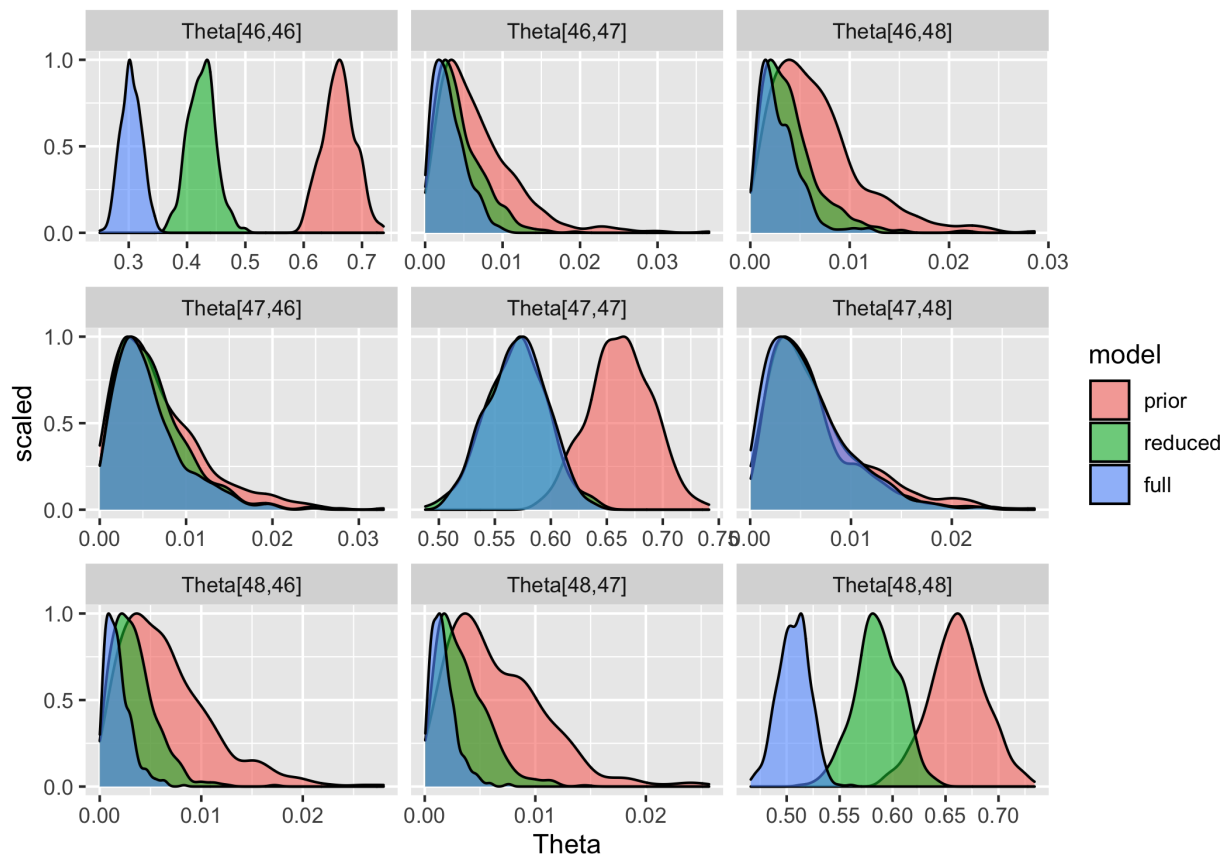 Theta[46,46] Theta[46,47] Theta[46,48]
1.0
0.5
0.0
0.3 0.4 0.5 0.6 0.7 0.00 0.01 0.02 0.03 0.00 0.01 0.02 0.03
Theta[47,46] Theta[47,47] Theta[47,48]
1.0
0.5
0.0
0.00 0.01 0.02 0.03 0.50 0.55 0.60 0.65 0.70 0.75 0.00 0.01 0.02
Theta[48,46] Theta[48,47] Theta[48,48]
1.0
0.5
0.0
0.00 0.01 0.02 0.00 0.01 0.02 0.50 0.55 0.60 0.65 0.70
scaled
Theta
model
prior
reduced
full